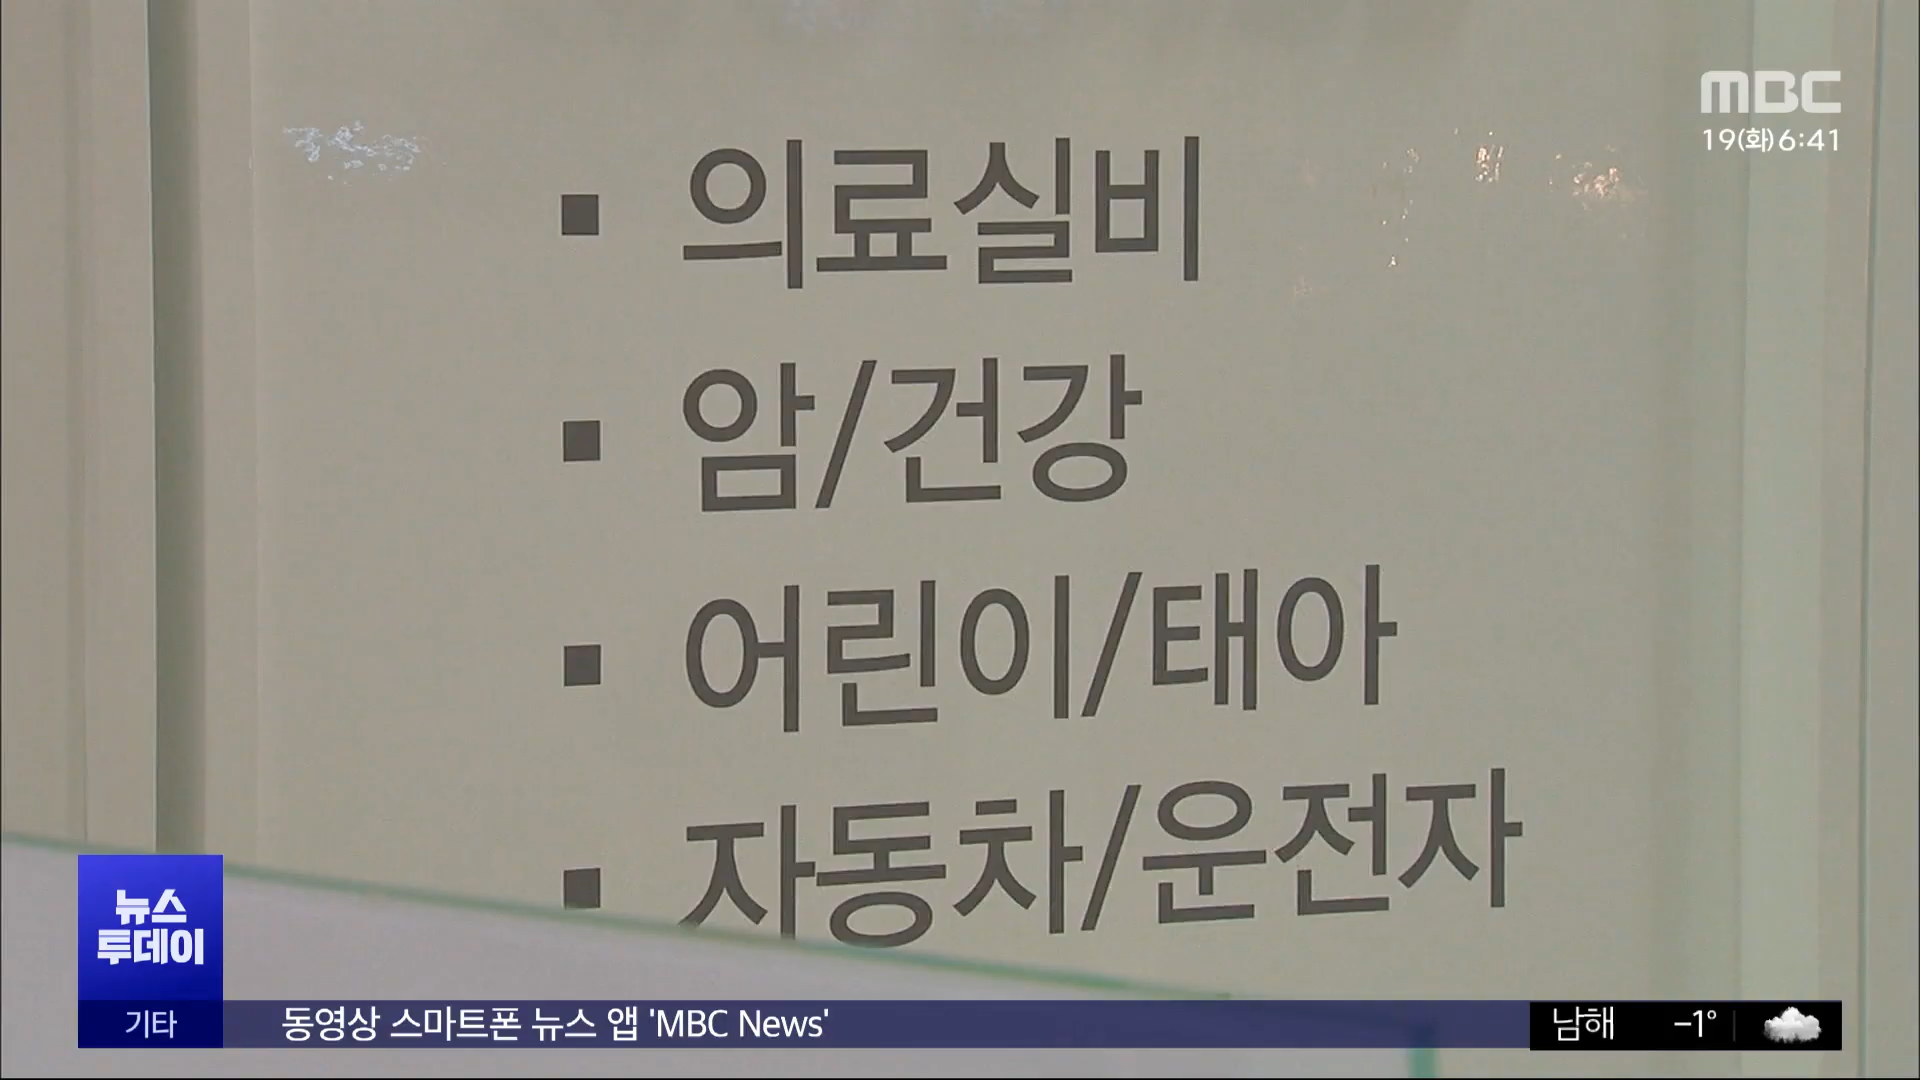 MBC
19(화)6:41
▪ 의료실비
▪ 암/건강
▪ 어린이/태아
▪ 자동차/운전자
뉴스
투데이
기타 동영상 스마트폰 뉴스 앱 'MBC News' 남해 -1°